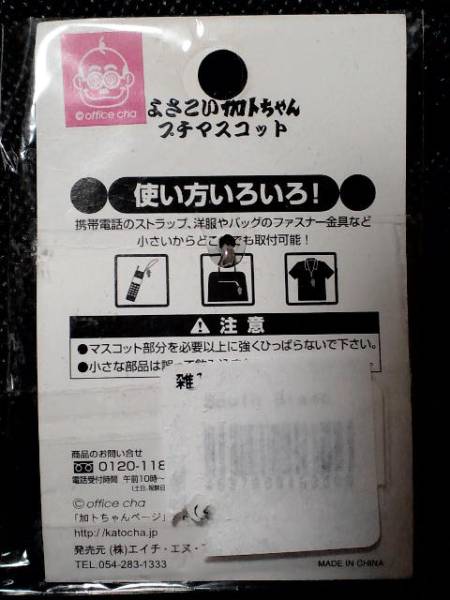 ©office cha
よさこい加トちゃん
プチマスコット
使い方いろいろ！
携帯電話のストラップ、洋服やバッグのファスナー金具など
小さいからどこ でも取付可能！
注意
●マスコット部分を必要以上に強くひっぱらないで下さい。
●小さな部品は
雑
商品のお問い合せ
0120-118
電話受付時間 午前10時〜
(土日、祝祭日
©office cha
「加トちゃんページ」
http://katocha.jp
発売元 (株)エイチ・エヌ・
TEL.054-283-1333
MADE IN CHINA